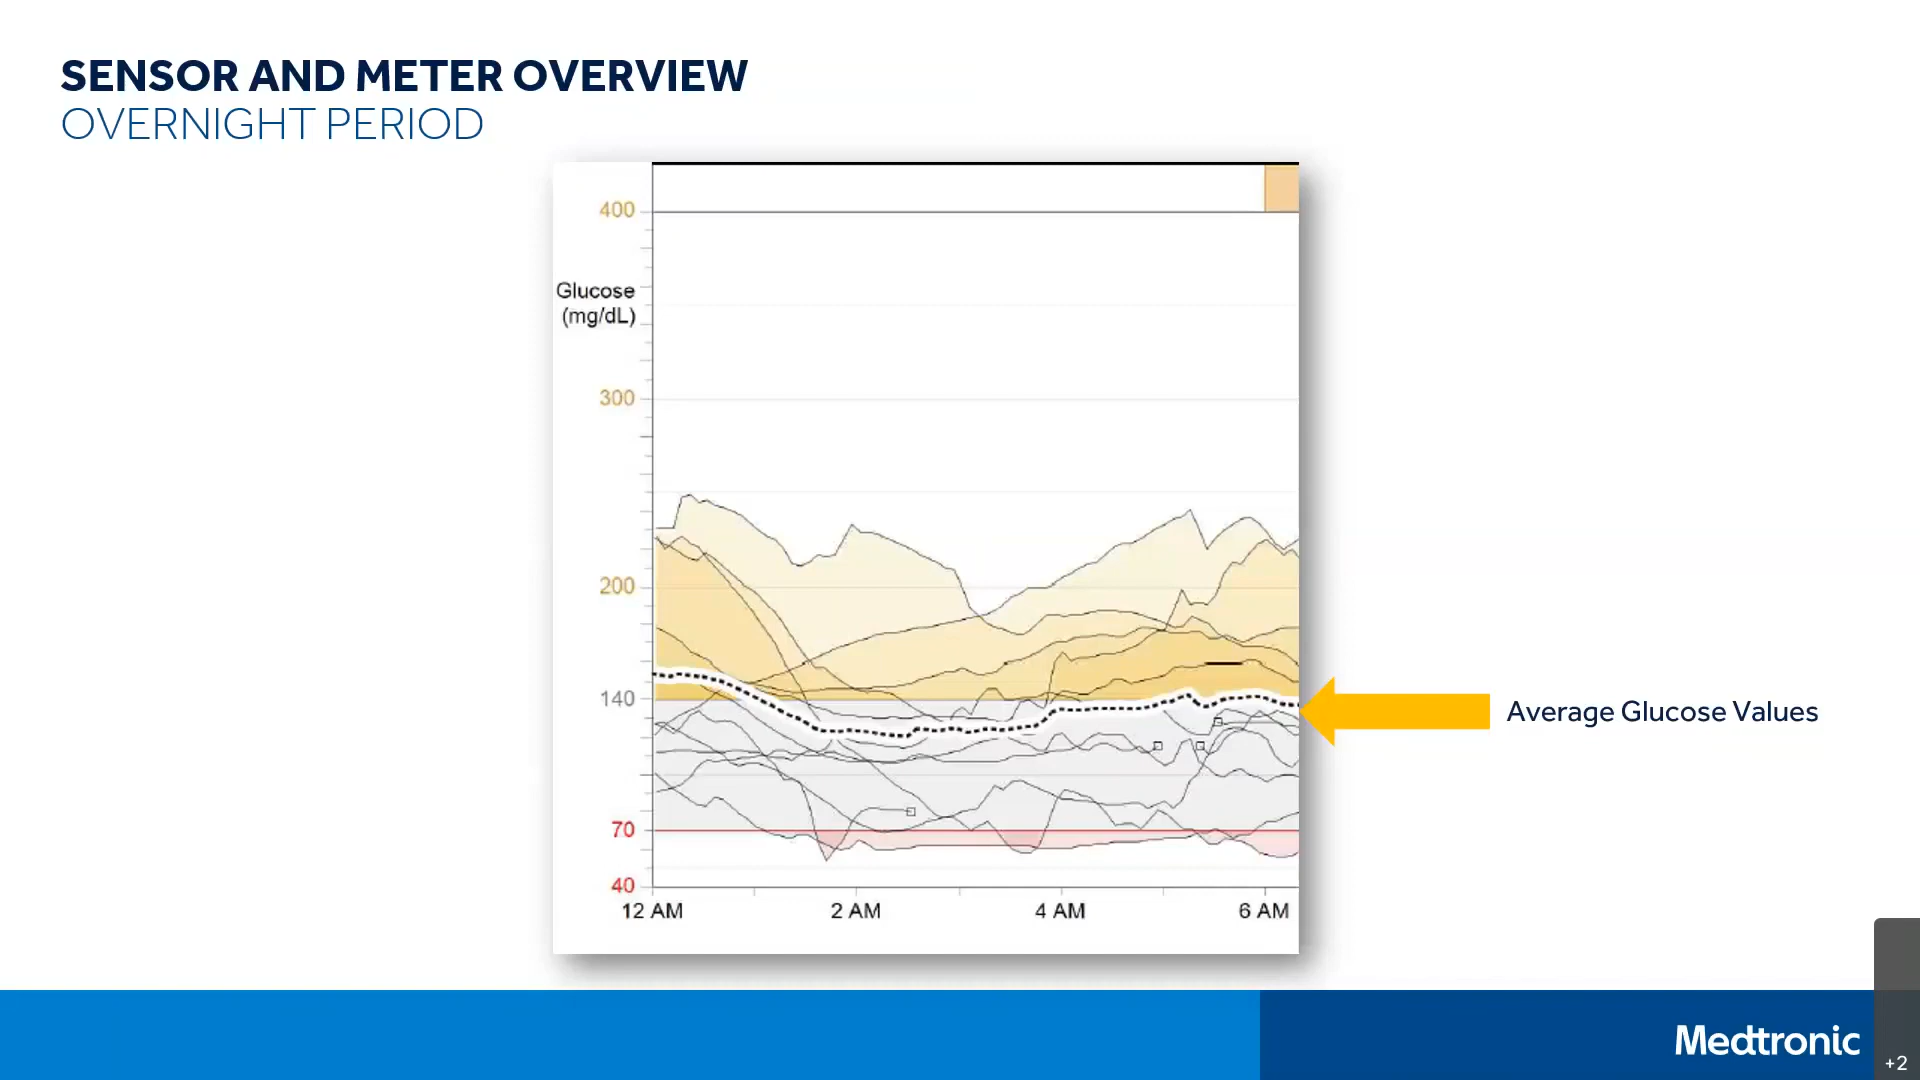 SENSOR AND METER OVERVIEW
OVERNIGHT PERIOD
400
Glucose
(mg/dL)
300
200
140
Average Glucose Values
70
40
12 AM 2 AM 4 AM 6 AM
Medtronic
+2